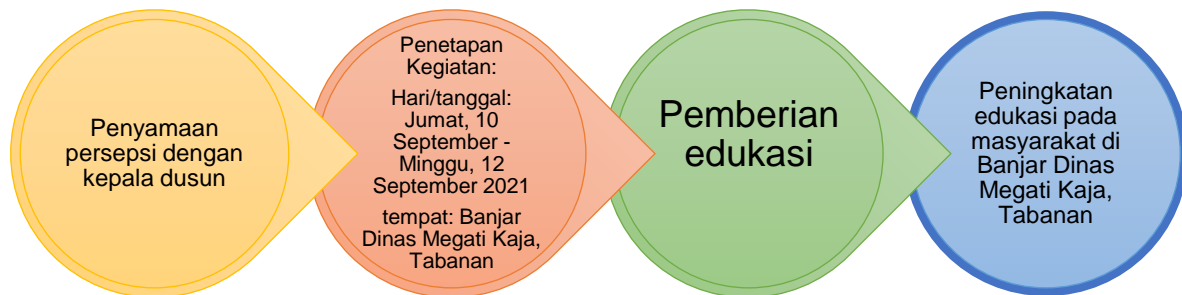 Penyamaan
persepsi dengan
kepala dusun
Penetapan
Kegiatan:
Hari/tanggal:
Jumat, 10
September -
Minggu, 12
September 2021
tempat: Banjar
Dinas Megati Kaja,
Tabanan
Pemberian
edukasi
Peningkatan
edukasi pada
masyarakat di
Banjar Dinas
Megati Kaja,
Tabanan